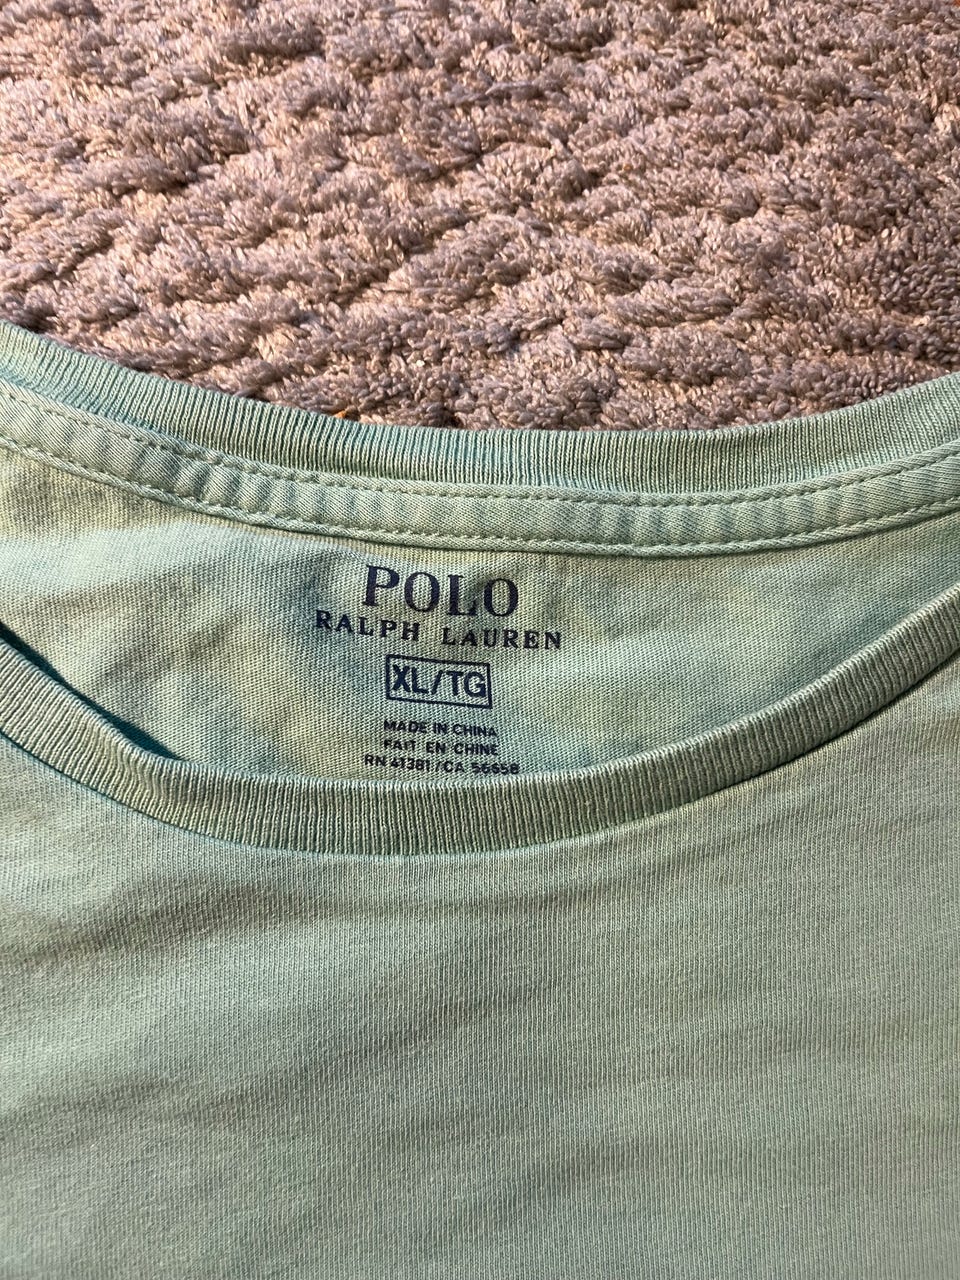 POLO
RALPH LAUREN
XL/TG
MADE IN CHINA
FAIT EN CHINE
RN 41381/CA 56658